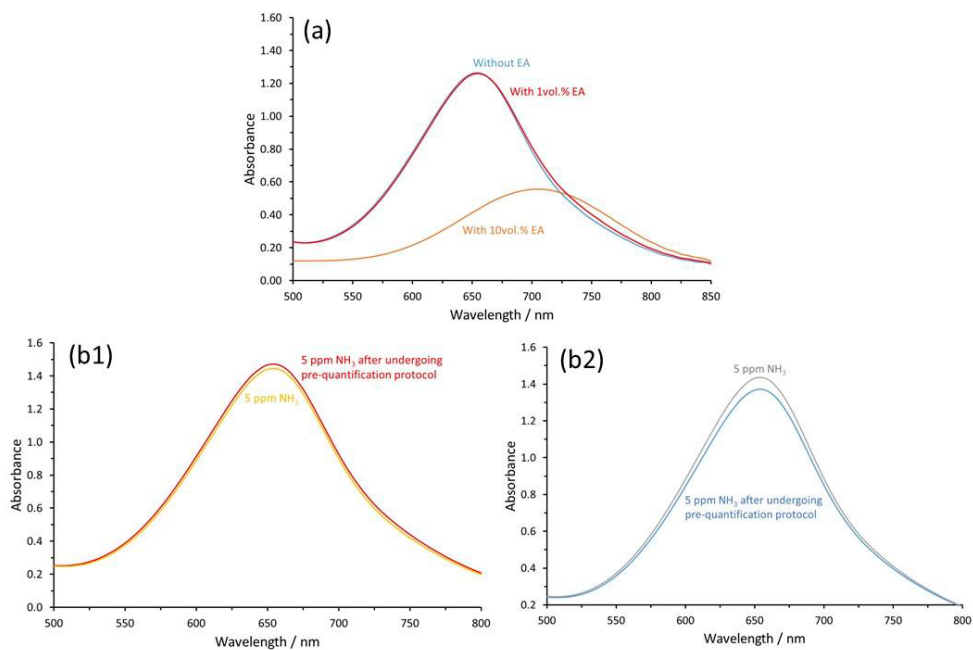 (a)
1.60
1.40
1.20
1.00
0.80
0.60
0.40
0.20
0.00
Absorbance
Without EA
With 1vol.% EA
With 10vol.% EA
500 550 600 650 700 750 800 850
Wavelength / nm
(b1)
1.6
1.4
1.2
1.0
0.8
0.6
0.4
0.2
0.0
Absorbance
5 ppm NH₃ after undergoing
pre-quantification protocol
5 ppm NH₃
500 550 600 650 700 750 800
Wavelength / nm
(b2)
1.6
1.4
1.2
1.0
0.8
0.6
0.4
0.2
Absorbance
5 ppm NH₃
5 ppm NH₃ after undergoing
pre-quantification protocol
500 550 600 650 700 750 800
Wavelength / nm